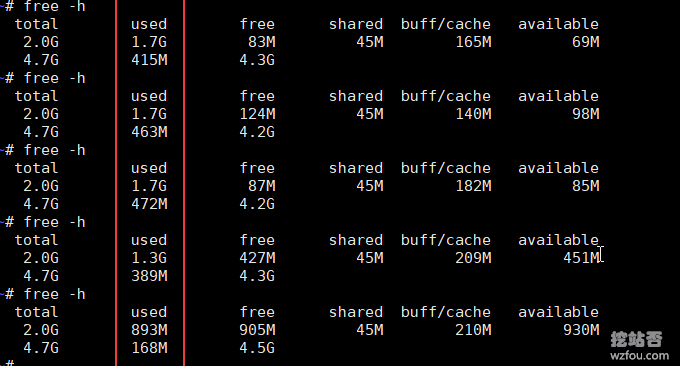 ~# free -h
total used free shared buff/cache available
2.0G 1.7G 83M 45M 165M 69M
4.7G 415M 4.3G
~# free -h
total used free shared buff/cache available
2.0G 1.7G 124M 45M 140M 98M
4.7G 463M 4.2G
~# free -h
total used free shared buff/cache available
2.0G 1.7G 87M 45M 182M 85M
4.7G 472M 4.2G
~# free -h
total used free shared buff/cache available
2.0G 1.3G 427M 45M 209M 451M
4.7G 389M 4.3G
~# free -h
total used free shared buff/cache available
2.0G 893M 905M 45M 210M 930M
4.7G 168M 4.5G
~#
挖站否
wzfou.com